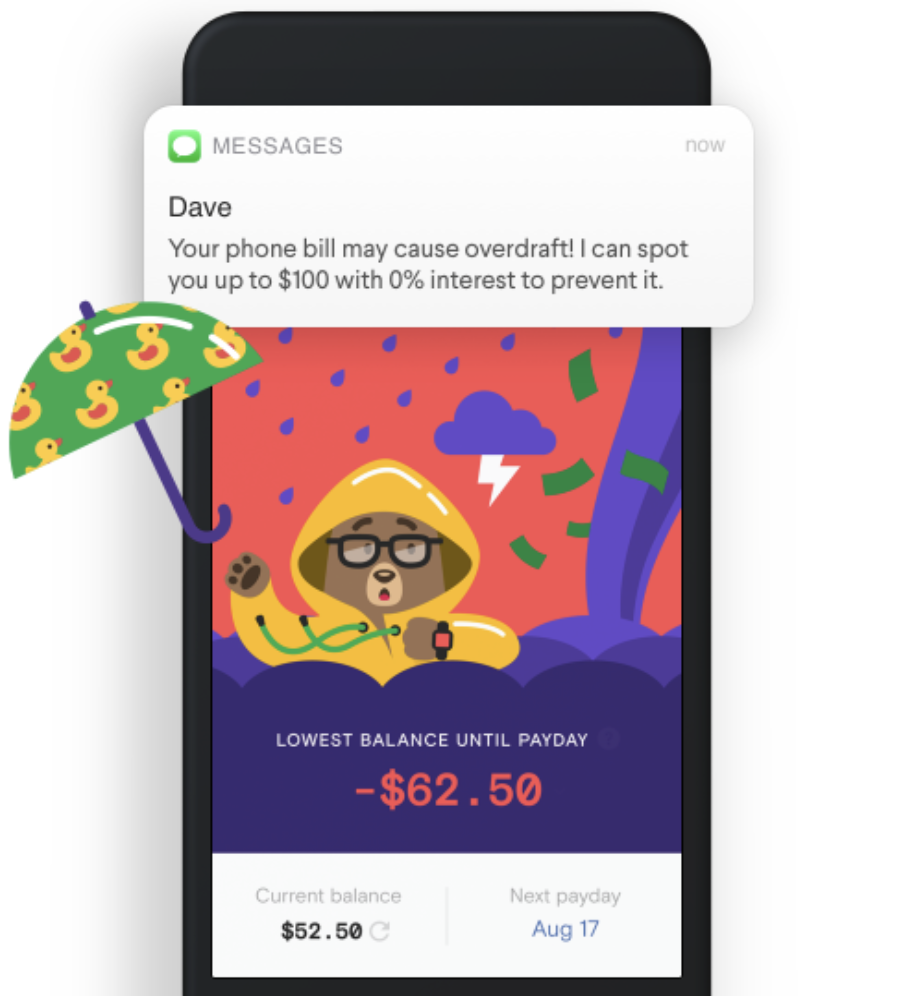 MESSAGES now
Dave
Your phone bill may cause overdraft! I can spot
you up to $100 with 0% interest to prevent it.
LOWEST BALANCE UNTIL PAYDAY ?
-$62.50
Current balance
$52.50
Next payday
Aug 17